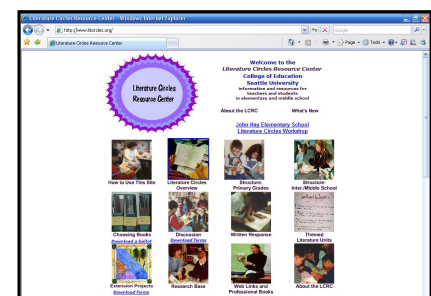 Literature Circles Resource Center - Windows Internet Explorer
http://www.litcircles.org/
Google
Literature Circles Resource Center
Page
Tools
Literature Circles
Resource Center
Welcome to the
Literature Circles Resource Center
College of Education
Seattle University
information and resources for
teachers and students
in elementary and middle school
About the LCRC What's New
John Hay Elementary School
Literature Circles Workshop
How to Use This Site
Literature Circles
Overview
Structure:
Primary Grades
Structure:
Inter./Middle School
Choosing Books
Download a ballot
Discussion
Download forms
Written Response
Themed
Literature Units
Extension Projects
Download forms
Research Base
Web Links and
Professional Books
About the LCRC